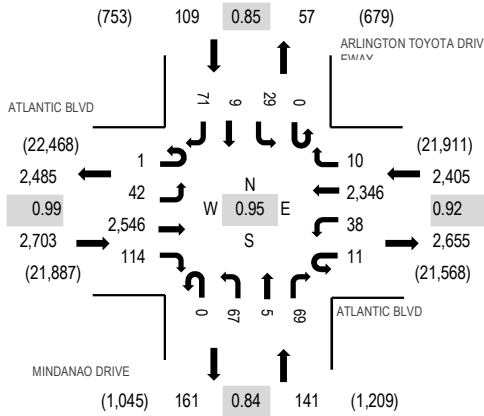 (753) 109 0.85 57 (679)
ARLINGTON TOYOTA DRIV
EWAY
ATLANTIC BLVD
71 9 29 0
(22,468) (21,911)
1 10
2,485 2,405
42 N 2,346
0.99 W 0.95 E 0.92
2,546 S 38
2,703 2,655
114 11
(21,887) (21,568)
0 67 5 69
ATLANTIC BLVD
MINDANAO DRIVE
(1,045) 161 0.84 141 (1,209)